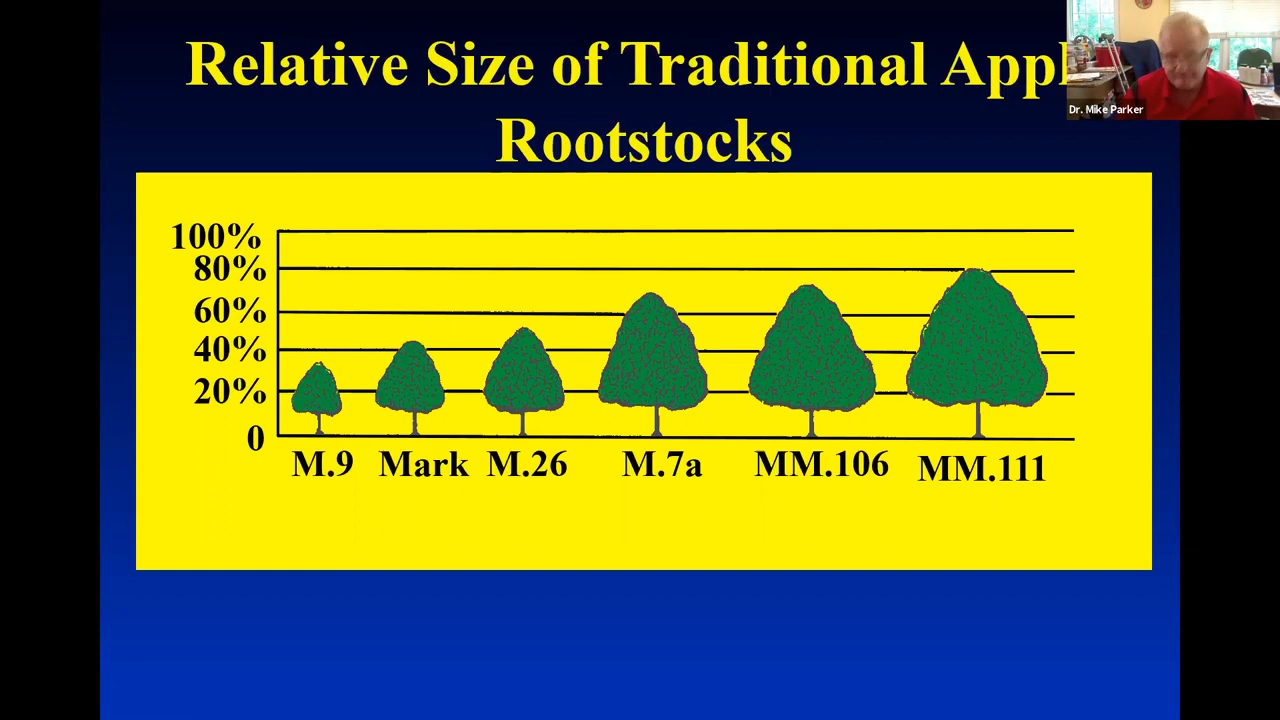 Relative Size of Traditional Appl
Rootstocks
Dr. Mike Parker
100%
80%
60%
40%
20%
0
M.9 Mark M.26 M.7a MM.106 MM.111